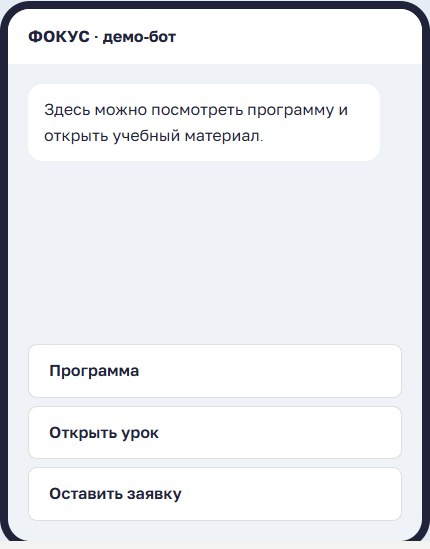 ФОКУС · демо-бот
Здесь можно посмотреть программу и
открыть учебный материал.
Программа
Открыть урок
Оставить заявку